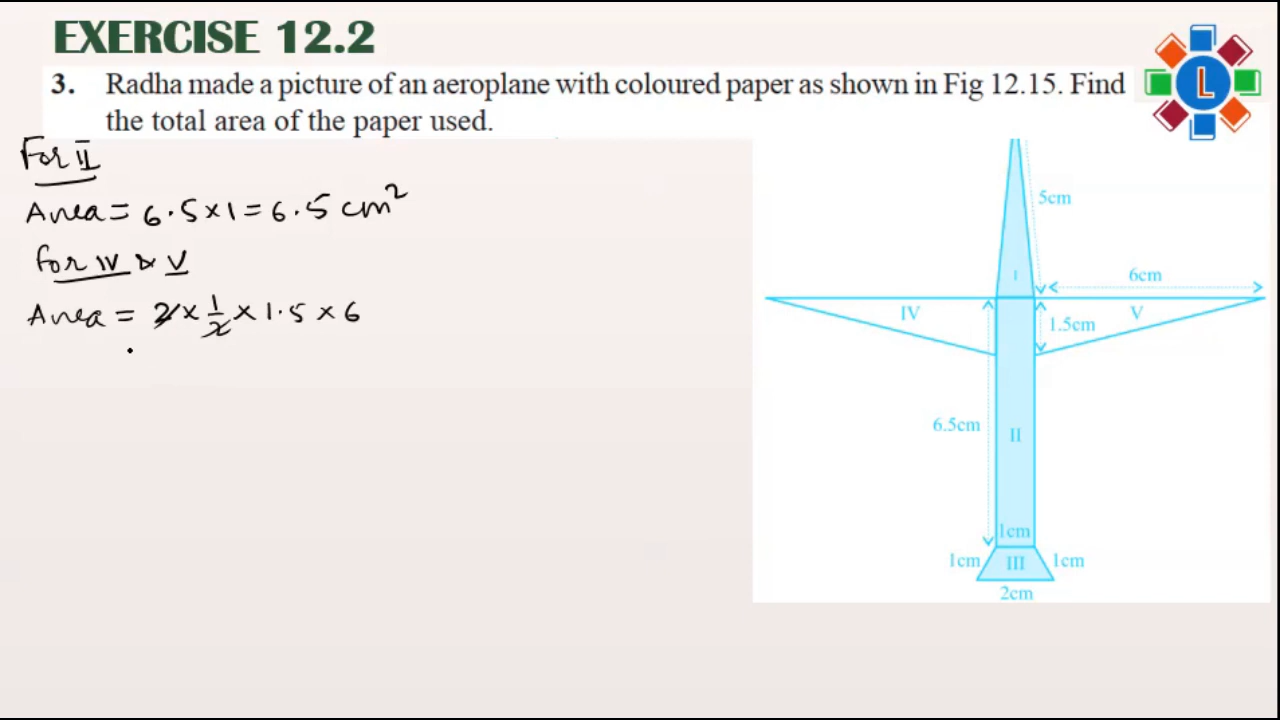 EXERCISE 12.2
L
3. Radha made a picture of an aeroplane with coloured paper as shown in Fig 12.15. Find
the total area of the paper used.
For II
Area = 6.5 × 1 = 6.5 cm²
For IV & V
Area = 2 × 1/2 × 1.5 × 6
5cm
I
6cm
IV
1.5cm
V
6.5cm
II
1cm
1cm
III
1cm
2cm